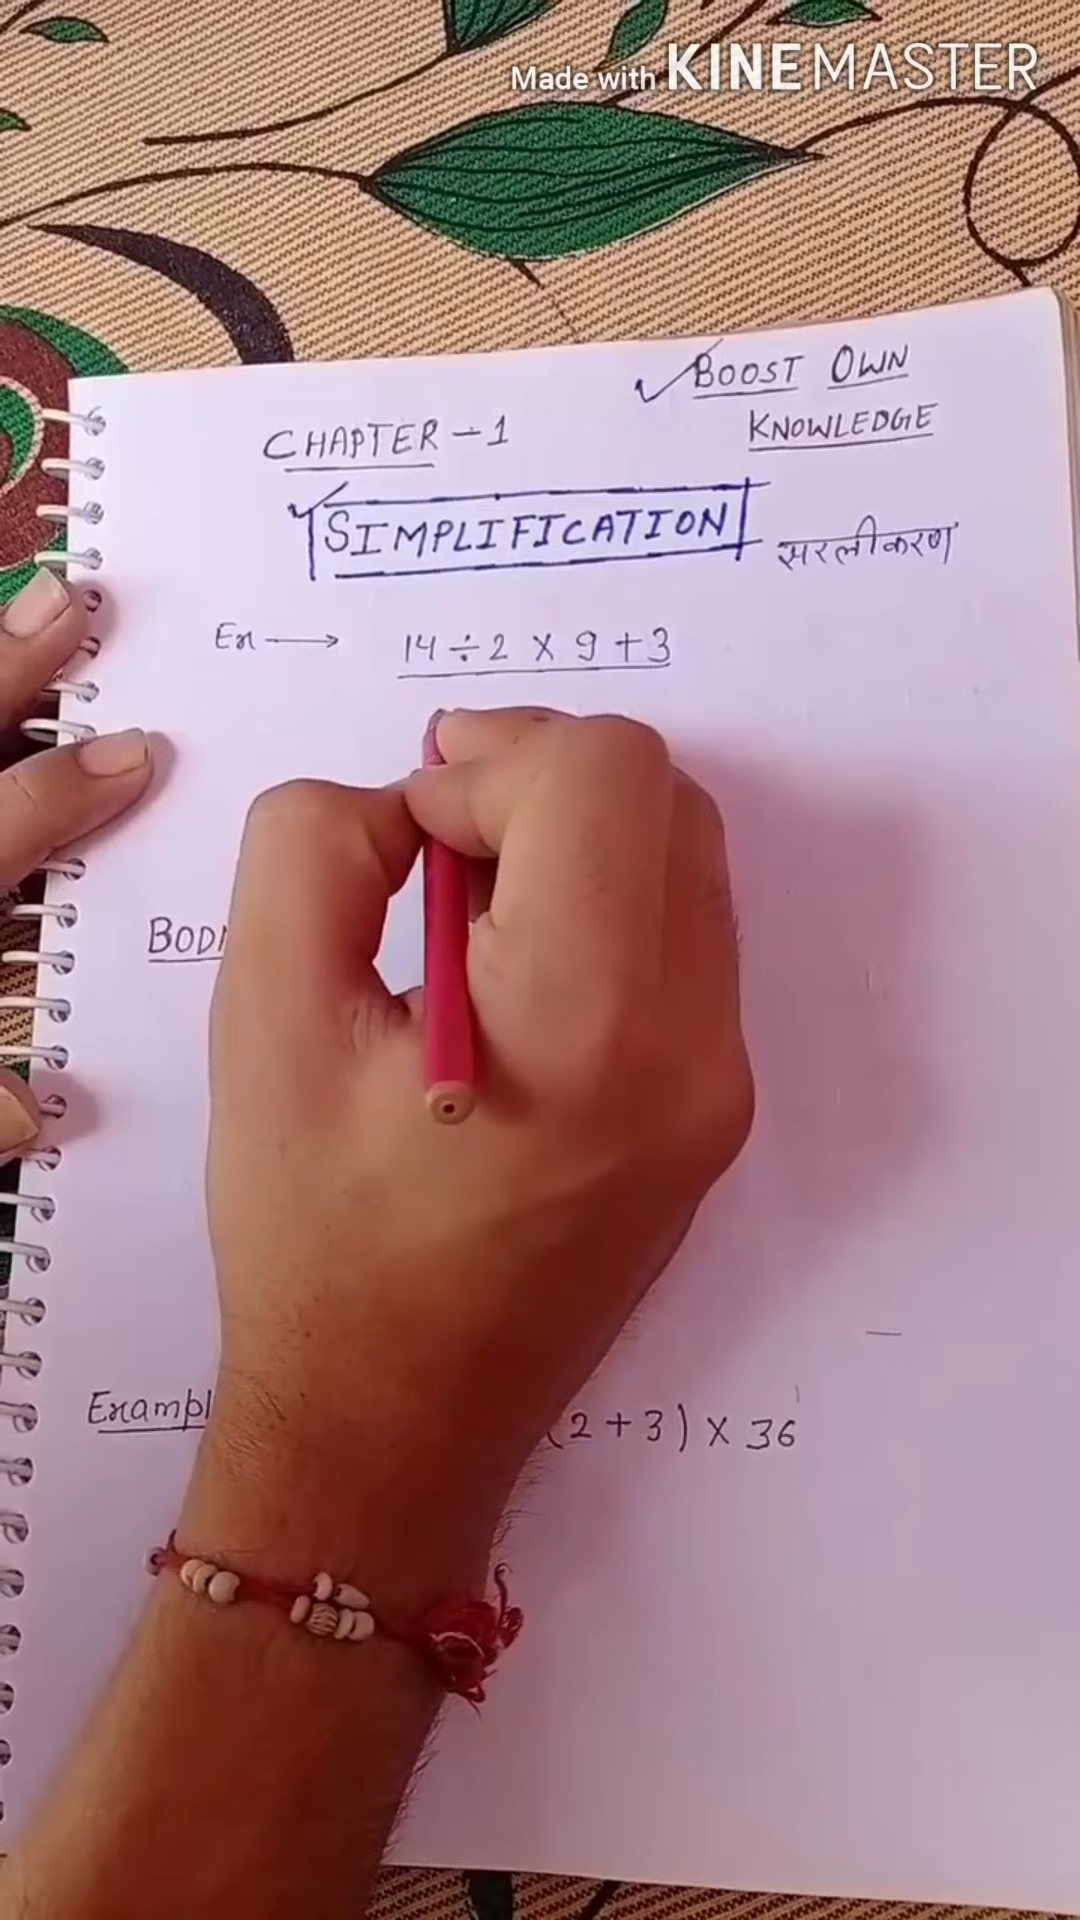 Made with KINEMASTER
BOOST OWN
KNOWLEDGE
CHAPTER-1
SIMPLIFICATION
सरलीकरण
Ex → 14 ÷ 2 × 9 + 3
(2+3) × 36